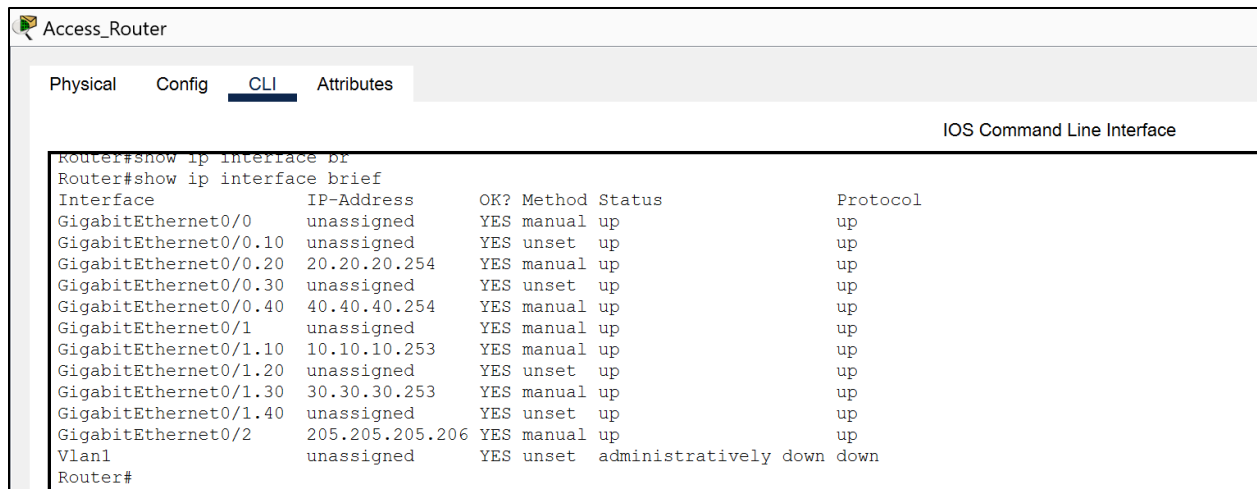 Access_Router
Physical Config CLI Attributes
IOS Command Line Interface
Router#show ip interface br
Router#show ip interface brief
Interface IP-Address OK? Method Status Protocol
GigabitEthernet0/0 unassigned YES manual up up
GigabitEthernet0/0.10 unassigned YES unset up up
GigabitEthernet0/0.20 20.20.20.254 YES manual up up
GigabitEthernet0/0.30 unassigned YES unset up up
GigabitEthernet0/0.40 40.40.40.254 YES manual up up
GigabitEthernet0/1 unassigned YES manual up up
GigabitEthernet0/1.10 10.10.10.253 YES manual up up
GigabitEthernet0/1.20 unassigned YES unset up up
GigabitEthernet0/1.30 30.30.30.253 YES manual up up
GigabitEthernet0/1.40 unassigned YES unset up up
GigabitEthernet0/2 205.205.205.206 YES manual up up
Vlan1 unassigned YES unset administratively down down
Router#